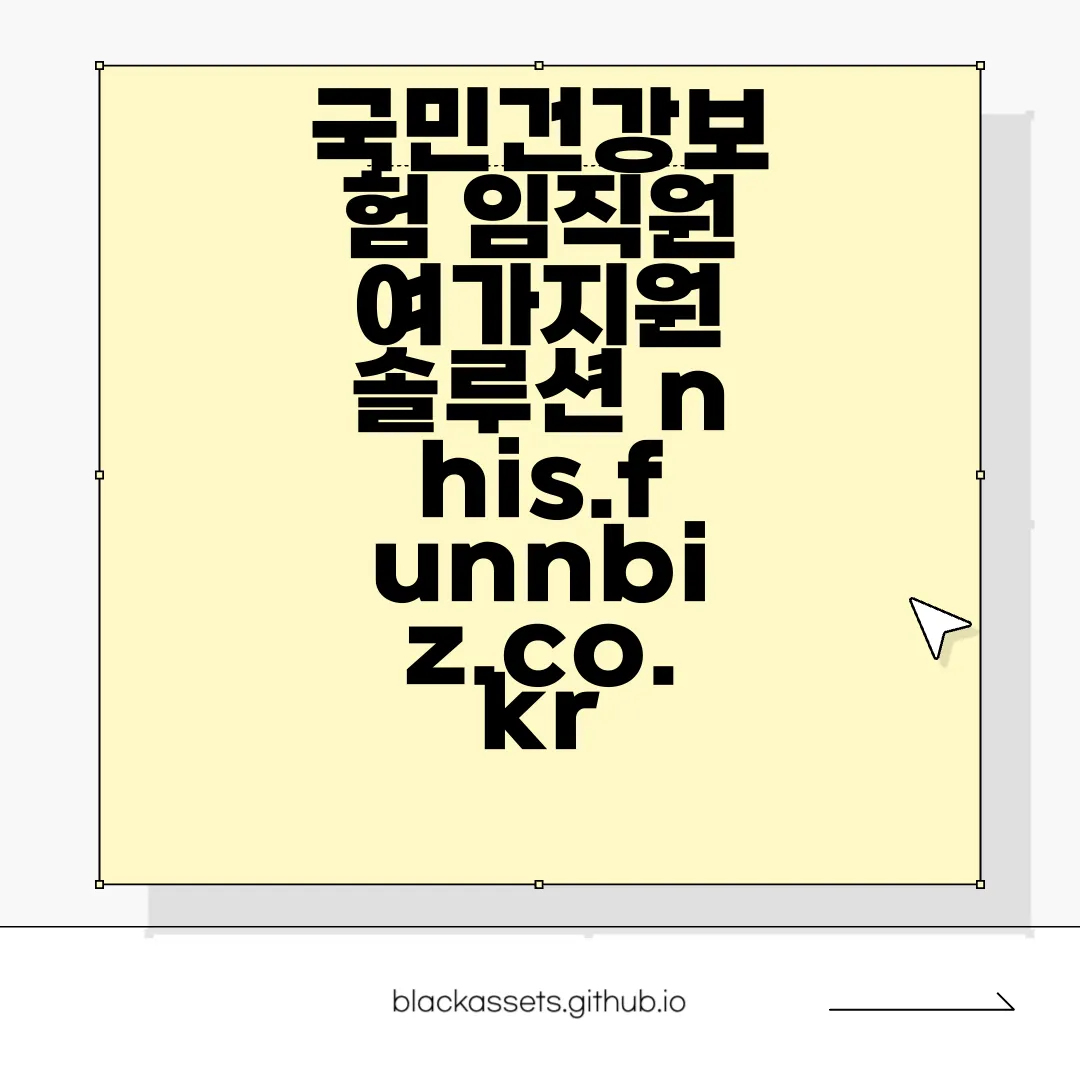 국민건강보
험 임직원
여가지원
솔루션 n
his.f
unnbi
z.co.
kr
blackassets.github.io